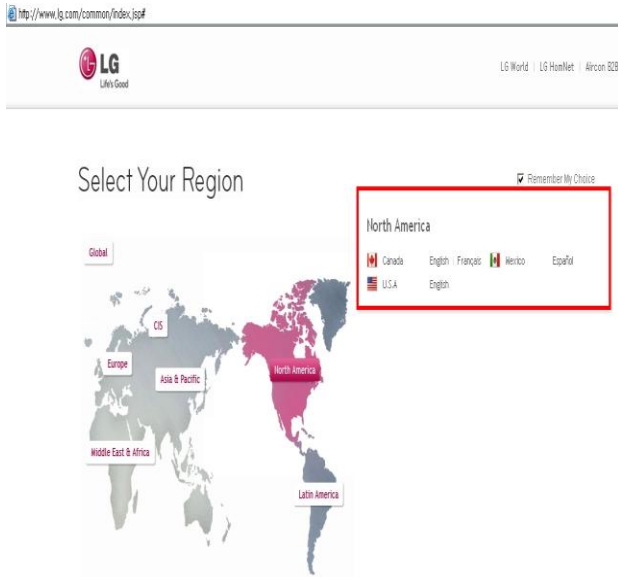 http://www.lg.com/common/index.jsp#
LG
Life's Good
LG World | LG HomNet | Aircon B2B
Select Your Region
Remember My Choice
North America
Canada English | Français Mexico Español
U.S.A English
Global
CIS
Europe
Asia & Pacific
North America
Middle East & Africa
Latin America